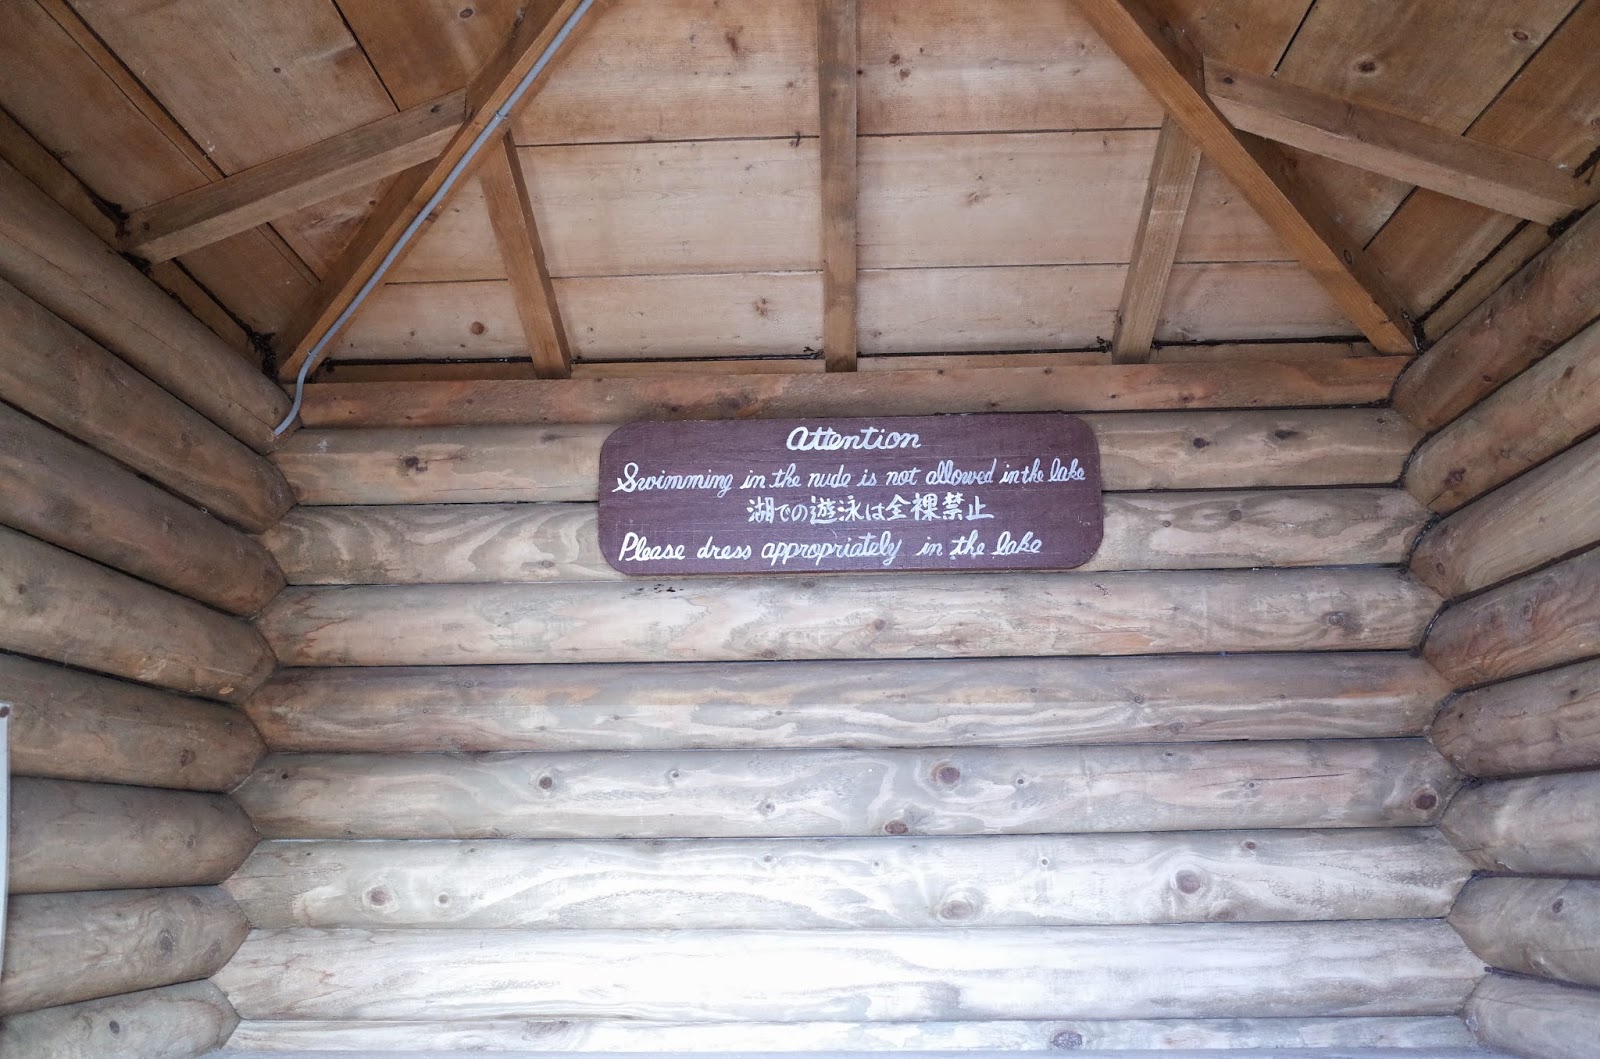 Attention
Swimming in the nude is not allowed in the lake
湖での遊泳は全裸禁止
Please dress appropriately in the lake